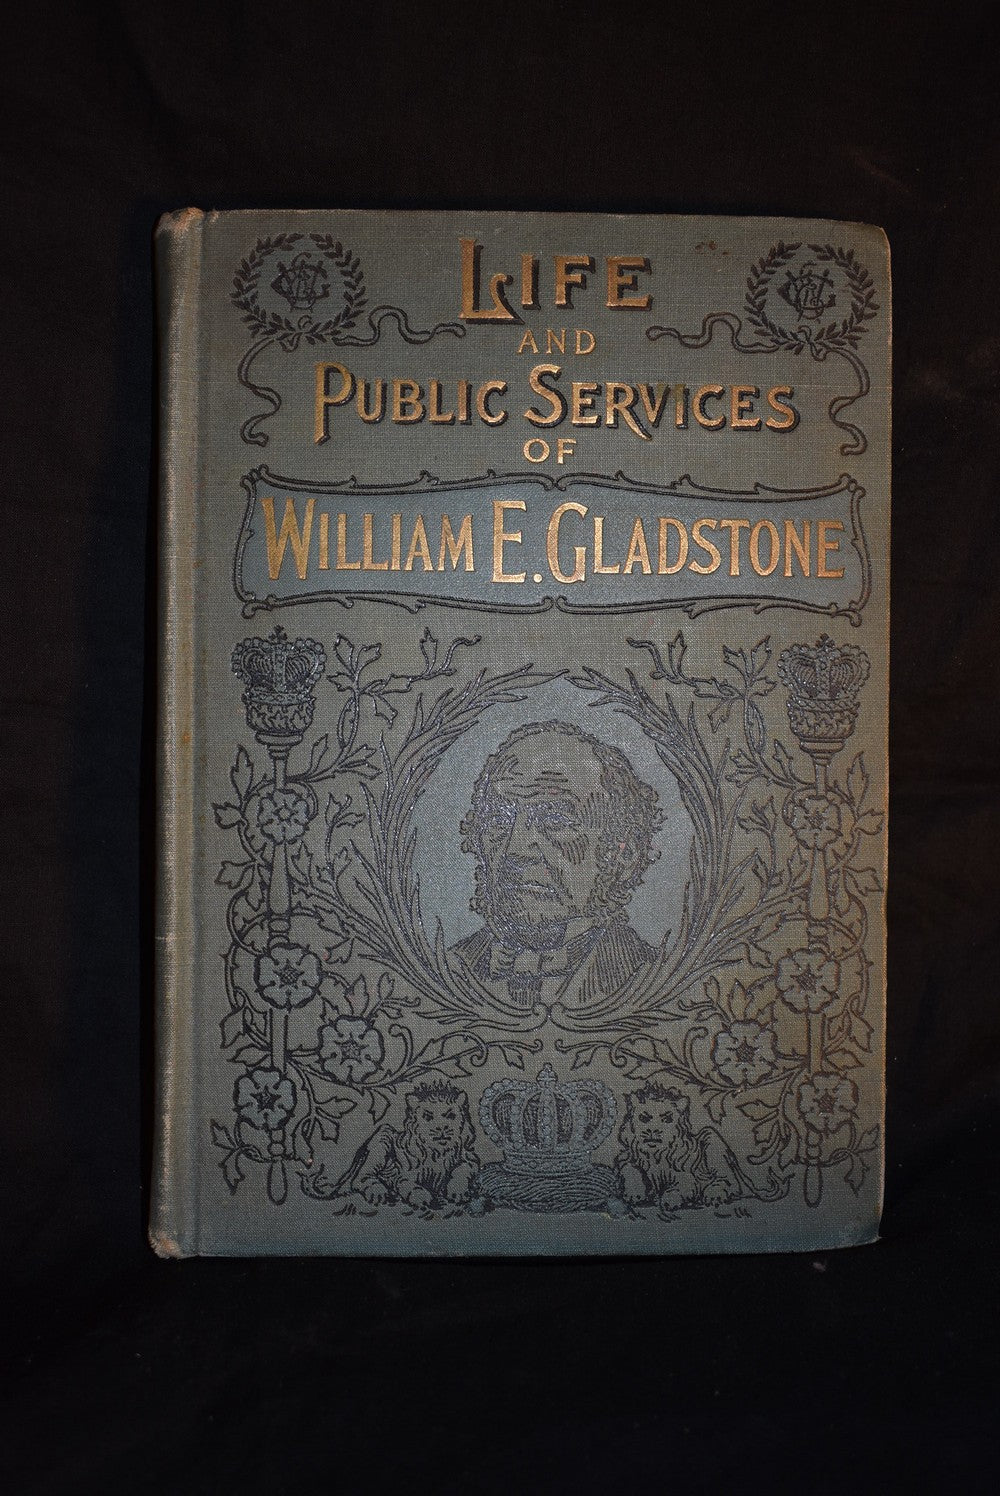 LIFE
AND
PUBLIC SERVICES
OF
WILLIAM E. GLADSTONE